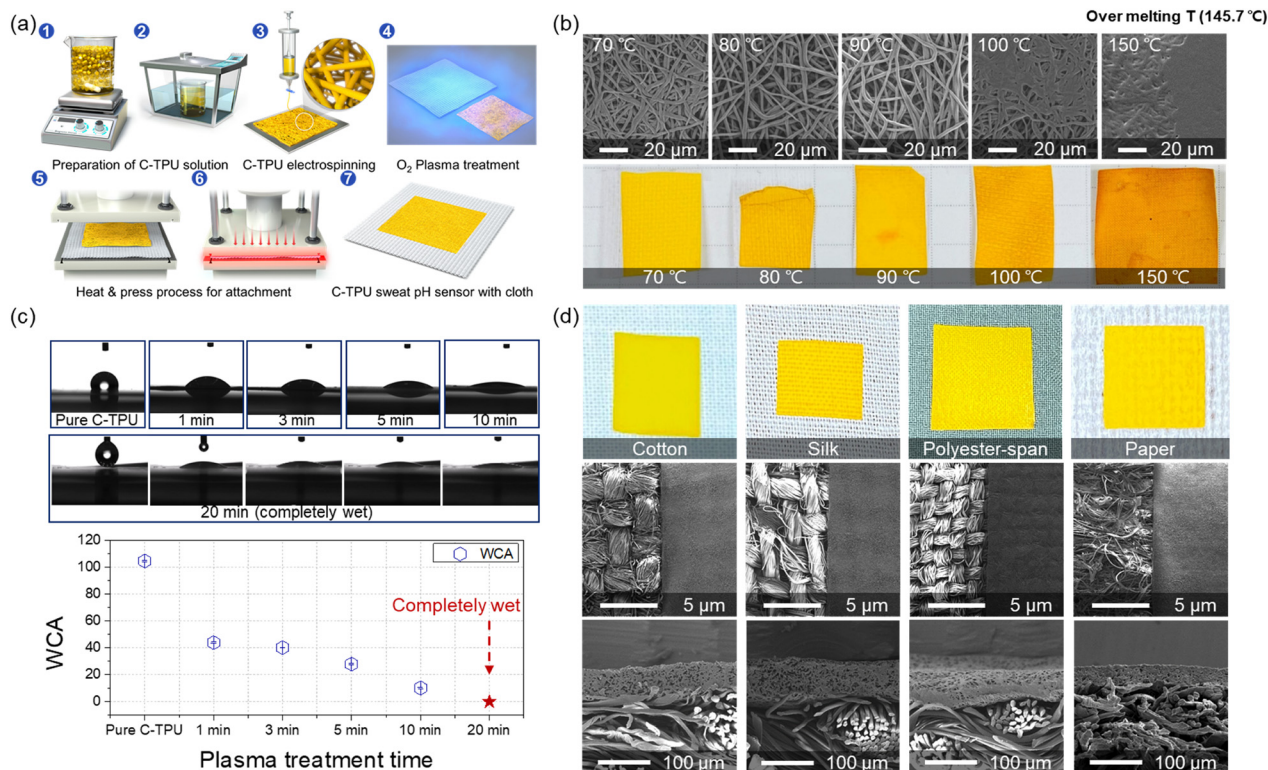 (a)
1
2
3
4
Preparation of C-TPU solution
C-TPU electrospinning
O₂ Plasma treatment
5
6
7
Heat & press process for attachment
C-TPU sweat pH sensor with cloth
(b)
Over melting T (145.7 ℃)
70 ℃
80 ℃
90 ℃
100 ℃
150 ℃
20 µm
20 µm
20 µm
20 µm
20 µm
70 ℃
80 ℃
90 ℃
100 ℃
150 ℃
(c)
Pure C-TPU
1 min
3 min
5 min
10 min
20 min (completely wet)
WCA
120
100
80
60
40
20
0
WCA
Completely wet
Pure C-TPU
1 min
3 min
5 min
10 min
20 min
Plasma treatment time
(d)
Cotton
Silk
Polyester-span
Paper
5 µm
5 µm
5 µm
5 µm
100 µm
100 µm
100 µm
100 µm